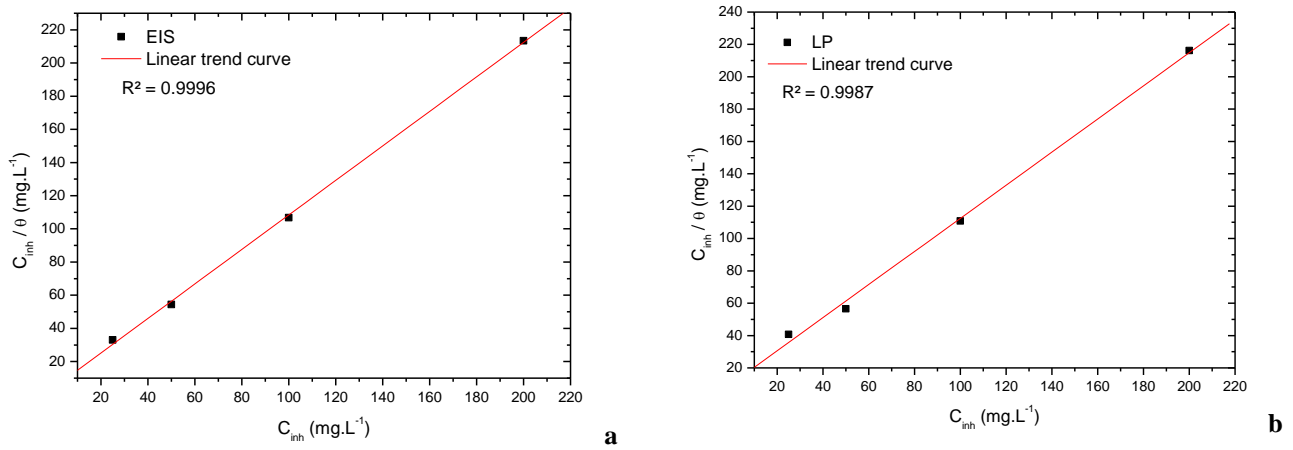 EIS
Linear trend curve
R² = 0.9996
C_inh / θ (mg.L⁻¹)
220
200
180
160
140
120
100
80
60
40
20
20 40 60 80 100 120 140 160 180 200 220
C_inh (mg.L⁻¹)
a
LP
Linear trend curve
R² = 0.9987
C_inh / θ (mg.L⁻¹)
240
220
200
180
160
140
120
100
80
60
40
20
20 40 60 80 100 120 140 160 180 200 220
C_inh (mg.L⁻¹)
b